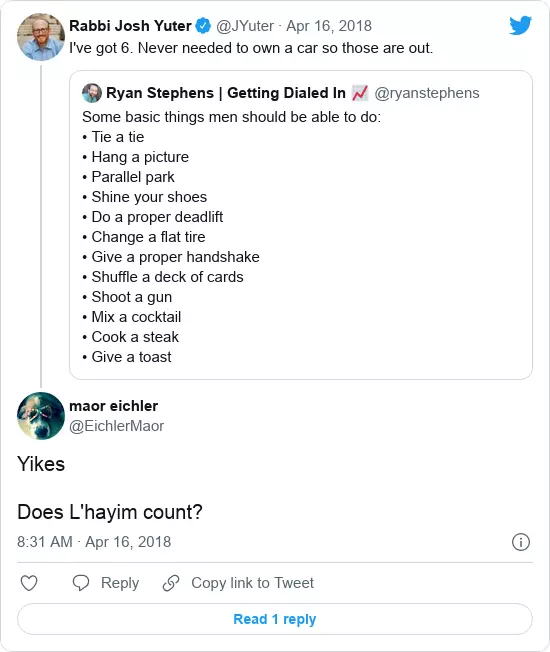 Rabbi Josh Yuter @JYuter · Apr 16, 2018
I've got 6. Never needed to own a car so those are out.
Ryan Stephens | Getting Dialed In 📈 @ryanstephens
Some basic things men should be able to do:
• Tie a tie
• Hang a picture
• Parallel park
• Shine your shoes
• Do a proper deadlift
• Change a flat tire
• Give a proper handshake
• Shuffle a deck of cards
• Shoot a gun
• Mix a cocktail
• Cook a steak
• Give a toast
maor eichler
@EichlerMaor
Yikes
Does L'hayim count?
8:31 AM · Apr 16, 2018
Reply Copy link to Tweet
Read 1 reply